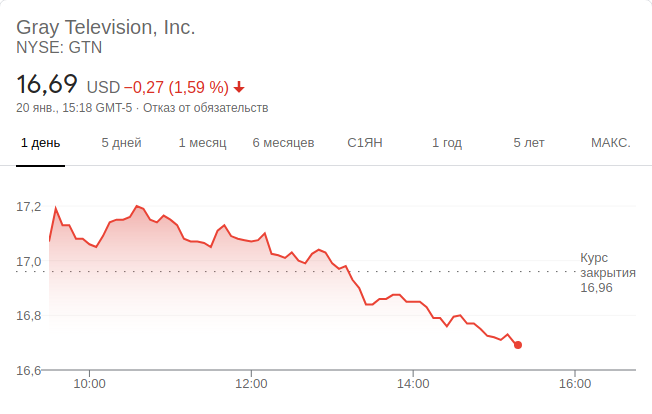 Gray Television, Inc.
NYSE: GTN
16,69 USD −0,27 (1,59 %)
20 янв., 15:18 GMT-5 · Отказ от обязательств
1 день 5 дней 1 месяц 6 месяцев С1ЯН 1 год 5 лет МАКС.
17,2
17,0
16,8
16,6
Курс
закрытия
16,96
10:00 12:00 14:00 16:00